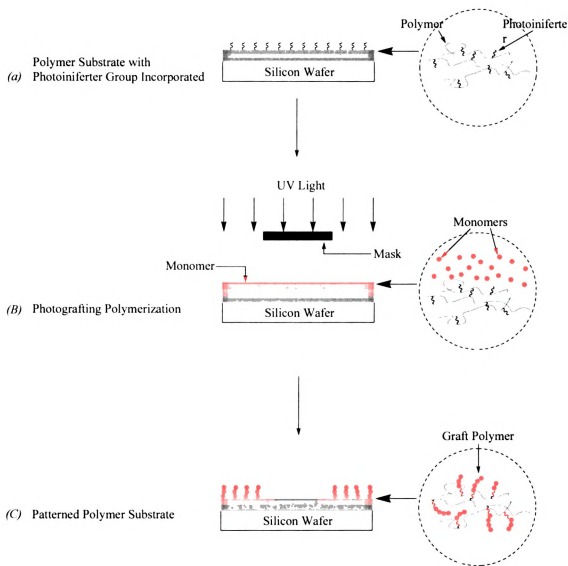 Polymer
Photoiniferte
r
(a)
Polymer Substrate with
Photoiniferter Group Incorporated
Silicon Wafer
UV Light
Mask
Monomers
Monomer
(B) Photografting Polymerization
Silicon Wafer
Graft Polymer
(C) Patterned Polymer Substrate
Silicon Wafer